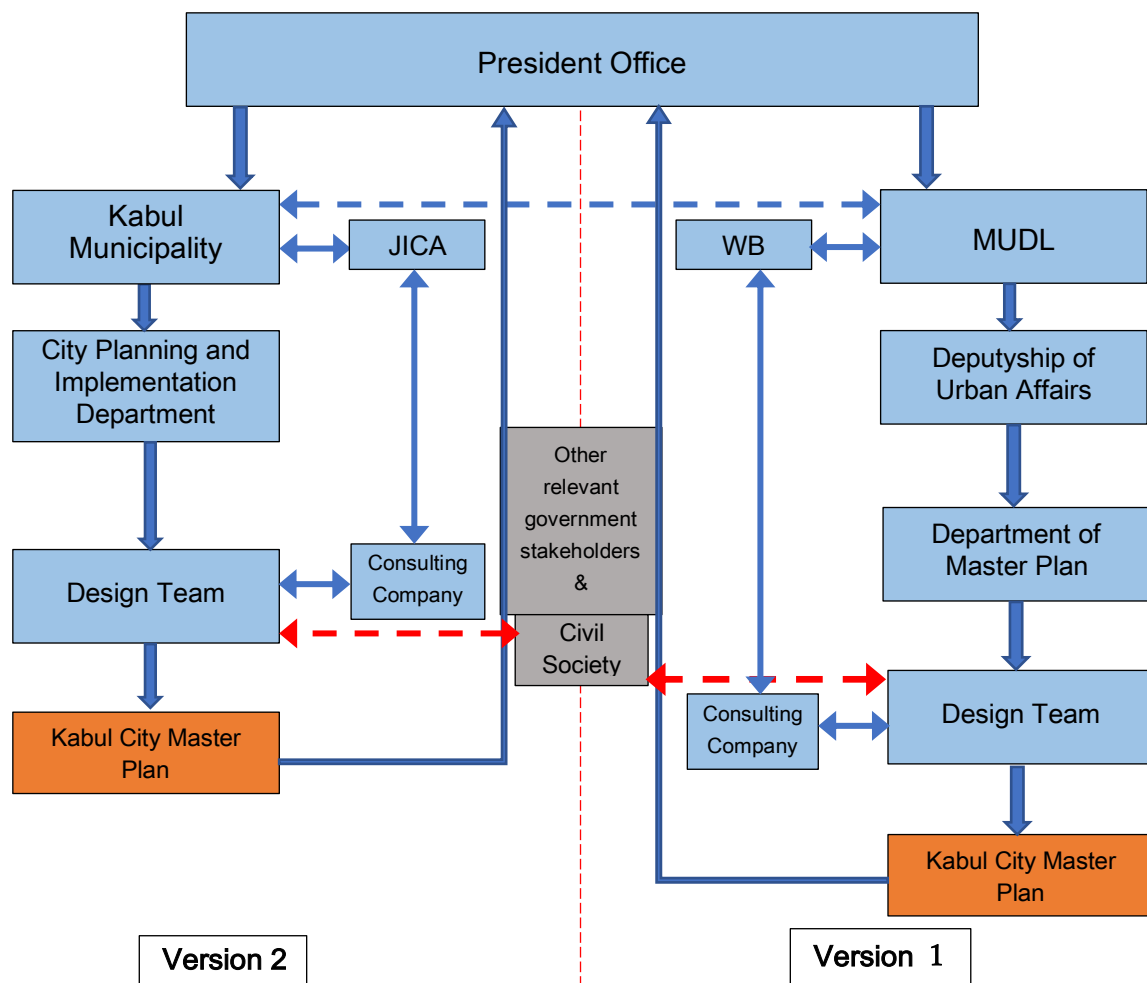 President Office
Kabul
Municipality
JICA
WB
MUDL
City Planning and
Implementation
Department
Deputyship of
Urban Affairs
Other
relevant
government
stakeholders
&
Department of
Master Plan
Design Team
Consulting
Company
Civil
Society
Consulting
Company
Design Team
Kabul City Master
Plan
Kabul City Master
Plan
Version 2
Version 1